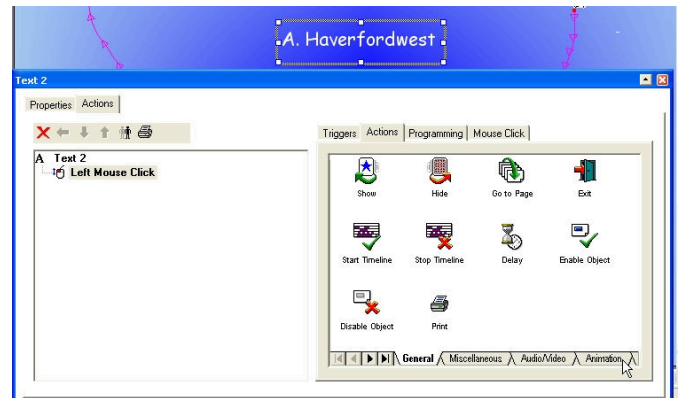 A. Haverfordwest
Text 2
Properties Actions
Triggers Actions Programming Mouse Click
A Text 2
Left Mouse Click
Show Hide Go to Page Exit
Start Timeline Stop Timeline Delay Enable Object
Disable Object Print
General Miscellaneous Audio/Video Animation